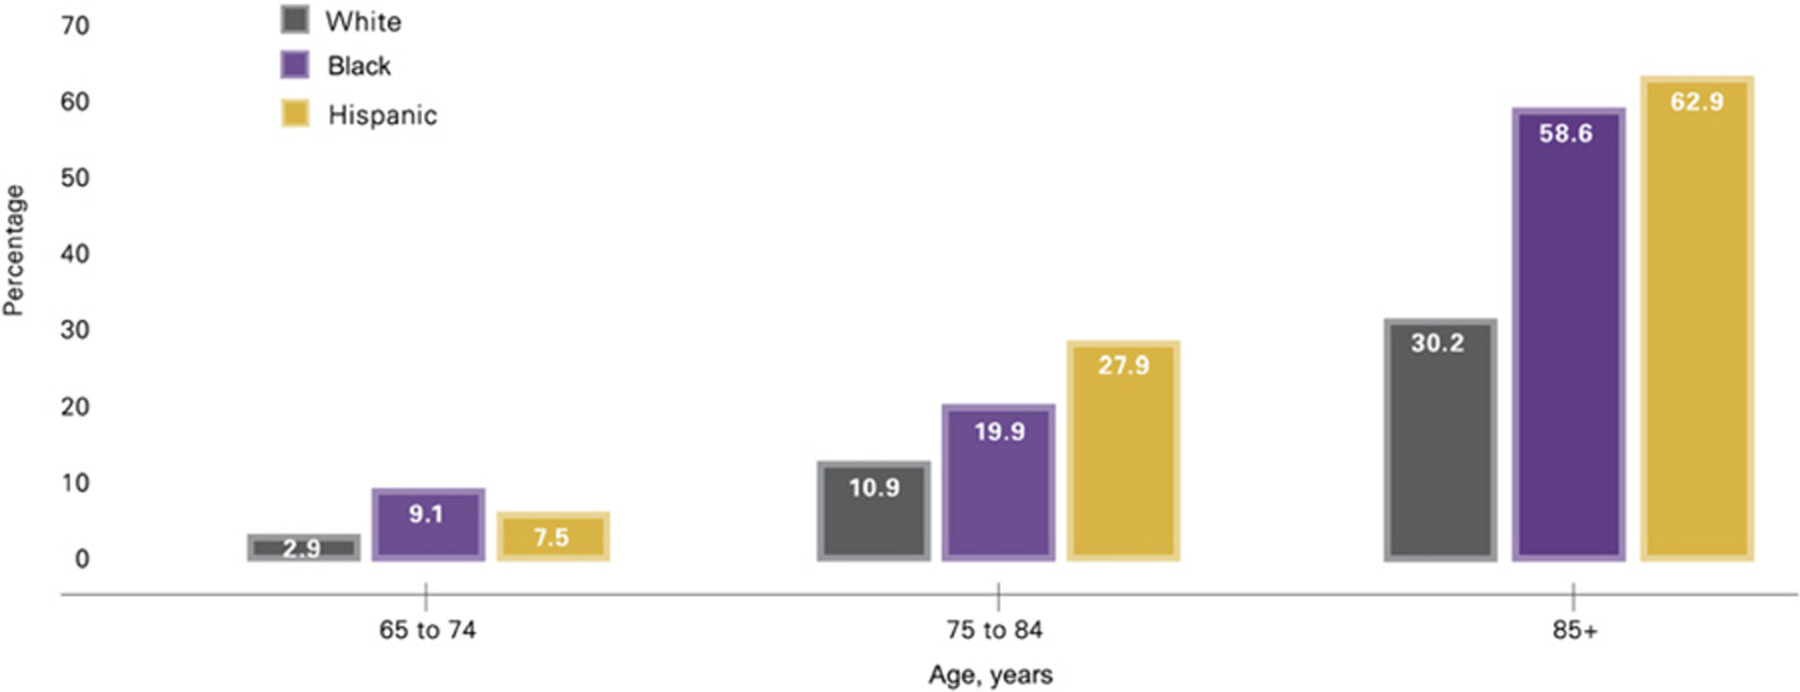 70
60
50
40
30
20
10
0
Percentage
White
Black
Hispanic
2.9
9.1
7.5
10.9
19.9
27.9
30.2
58.6
62.9
65 to 74
75 to 84
85+
Age, years